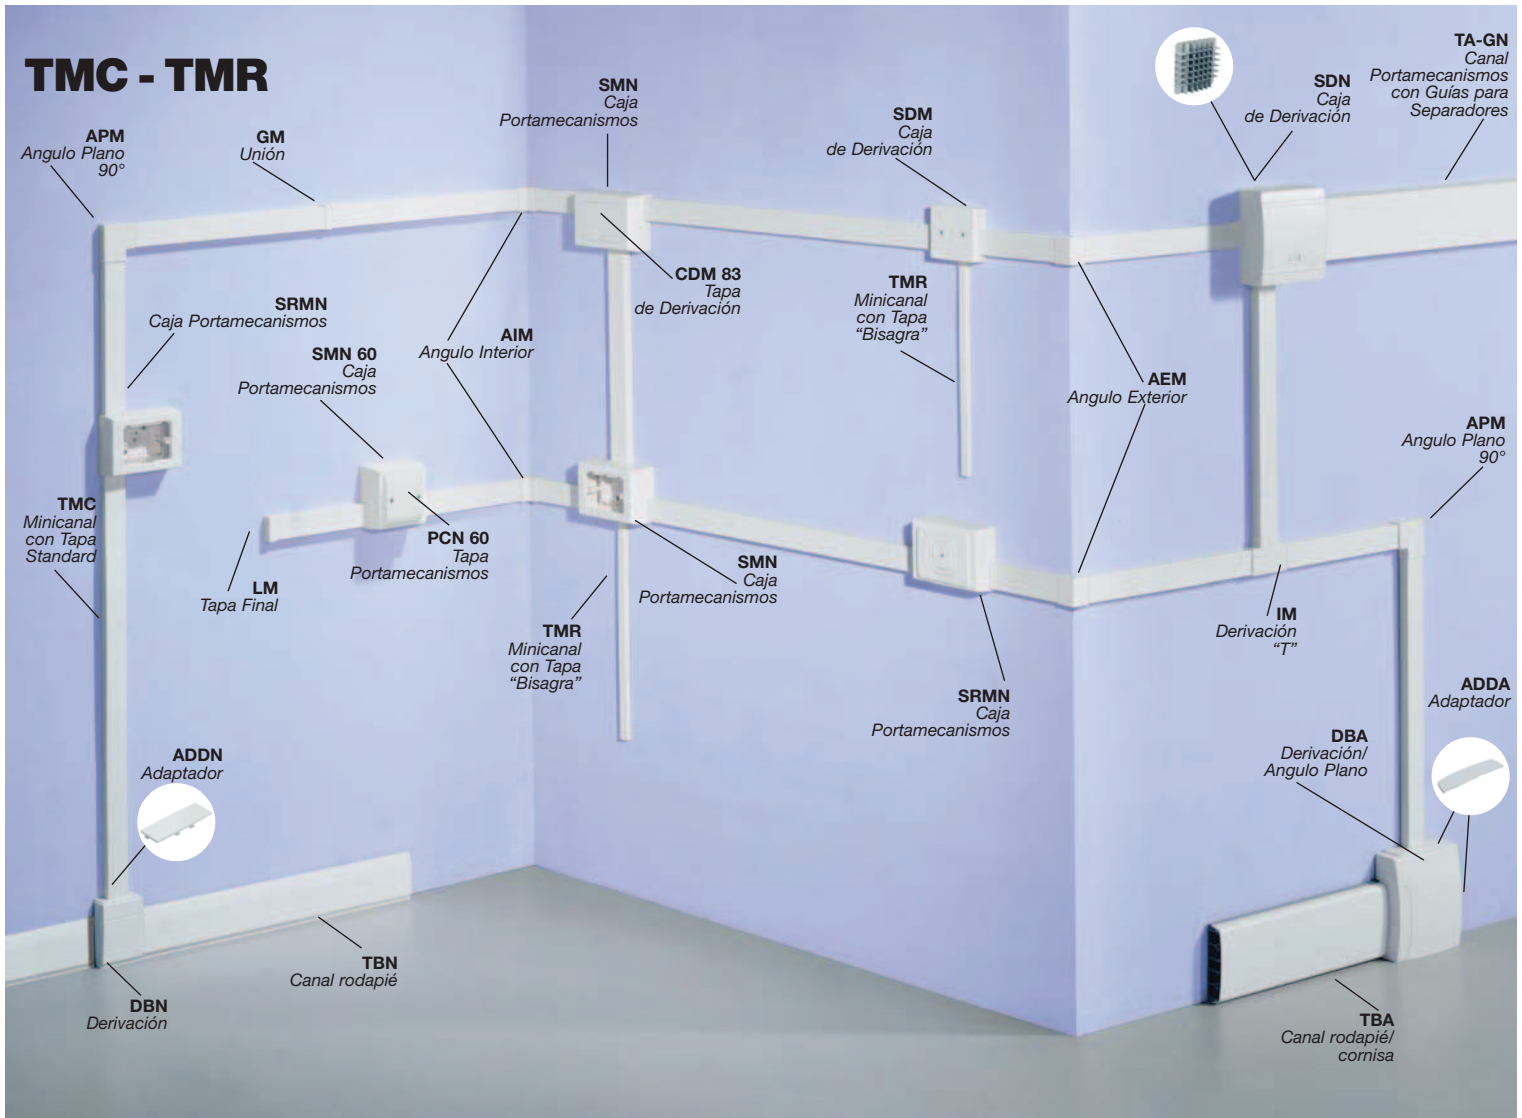 TMC - TMR
APM
Angulo Plano
90°
GM
Unión
SMN
Caja
Portamecanismos
SDM
Caja
de Derivación
SDN
Caja
de Derivación
TA-GN
Canal
Portamecanismos
con Guías para
Separadores
SRMN
Caja Portamecanismos
SMN 60
Caja
Portamecanismos
AIM
Angulo Interior
CDM 83
Tapa
de Derivación
TMR
Minicanal
con Tapa
“Bisagra”
AEM
Angulo Exterior
APM
Angulo Plano
90°
TMC
Minicanal
con Tapa
Standard
LM
Tapa Final
PCN 60
Tapa
Portamecanismos
SMN
Caja
Portamecanismos
TMR
Minicanal
con Tapa
“Bisagra”
IM
Derivación
“T”
SRMN
Caja
Portamecanismos
ADDA
Adaptador
DBA
Derivación/
Angulo Plano
ADDN
Adaptador
TBN
Canal rodapié
DBN
Derivación
TBA
Canal rodapié/
cornisa